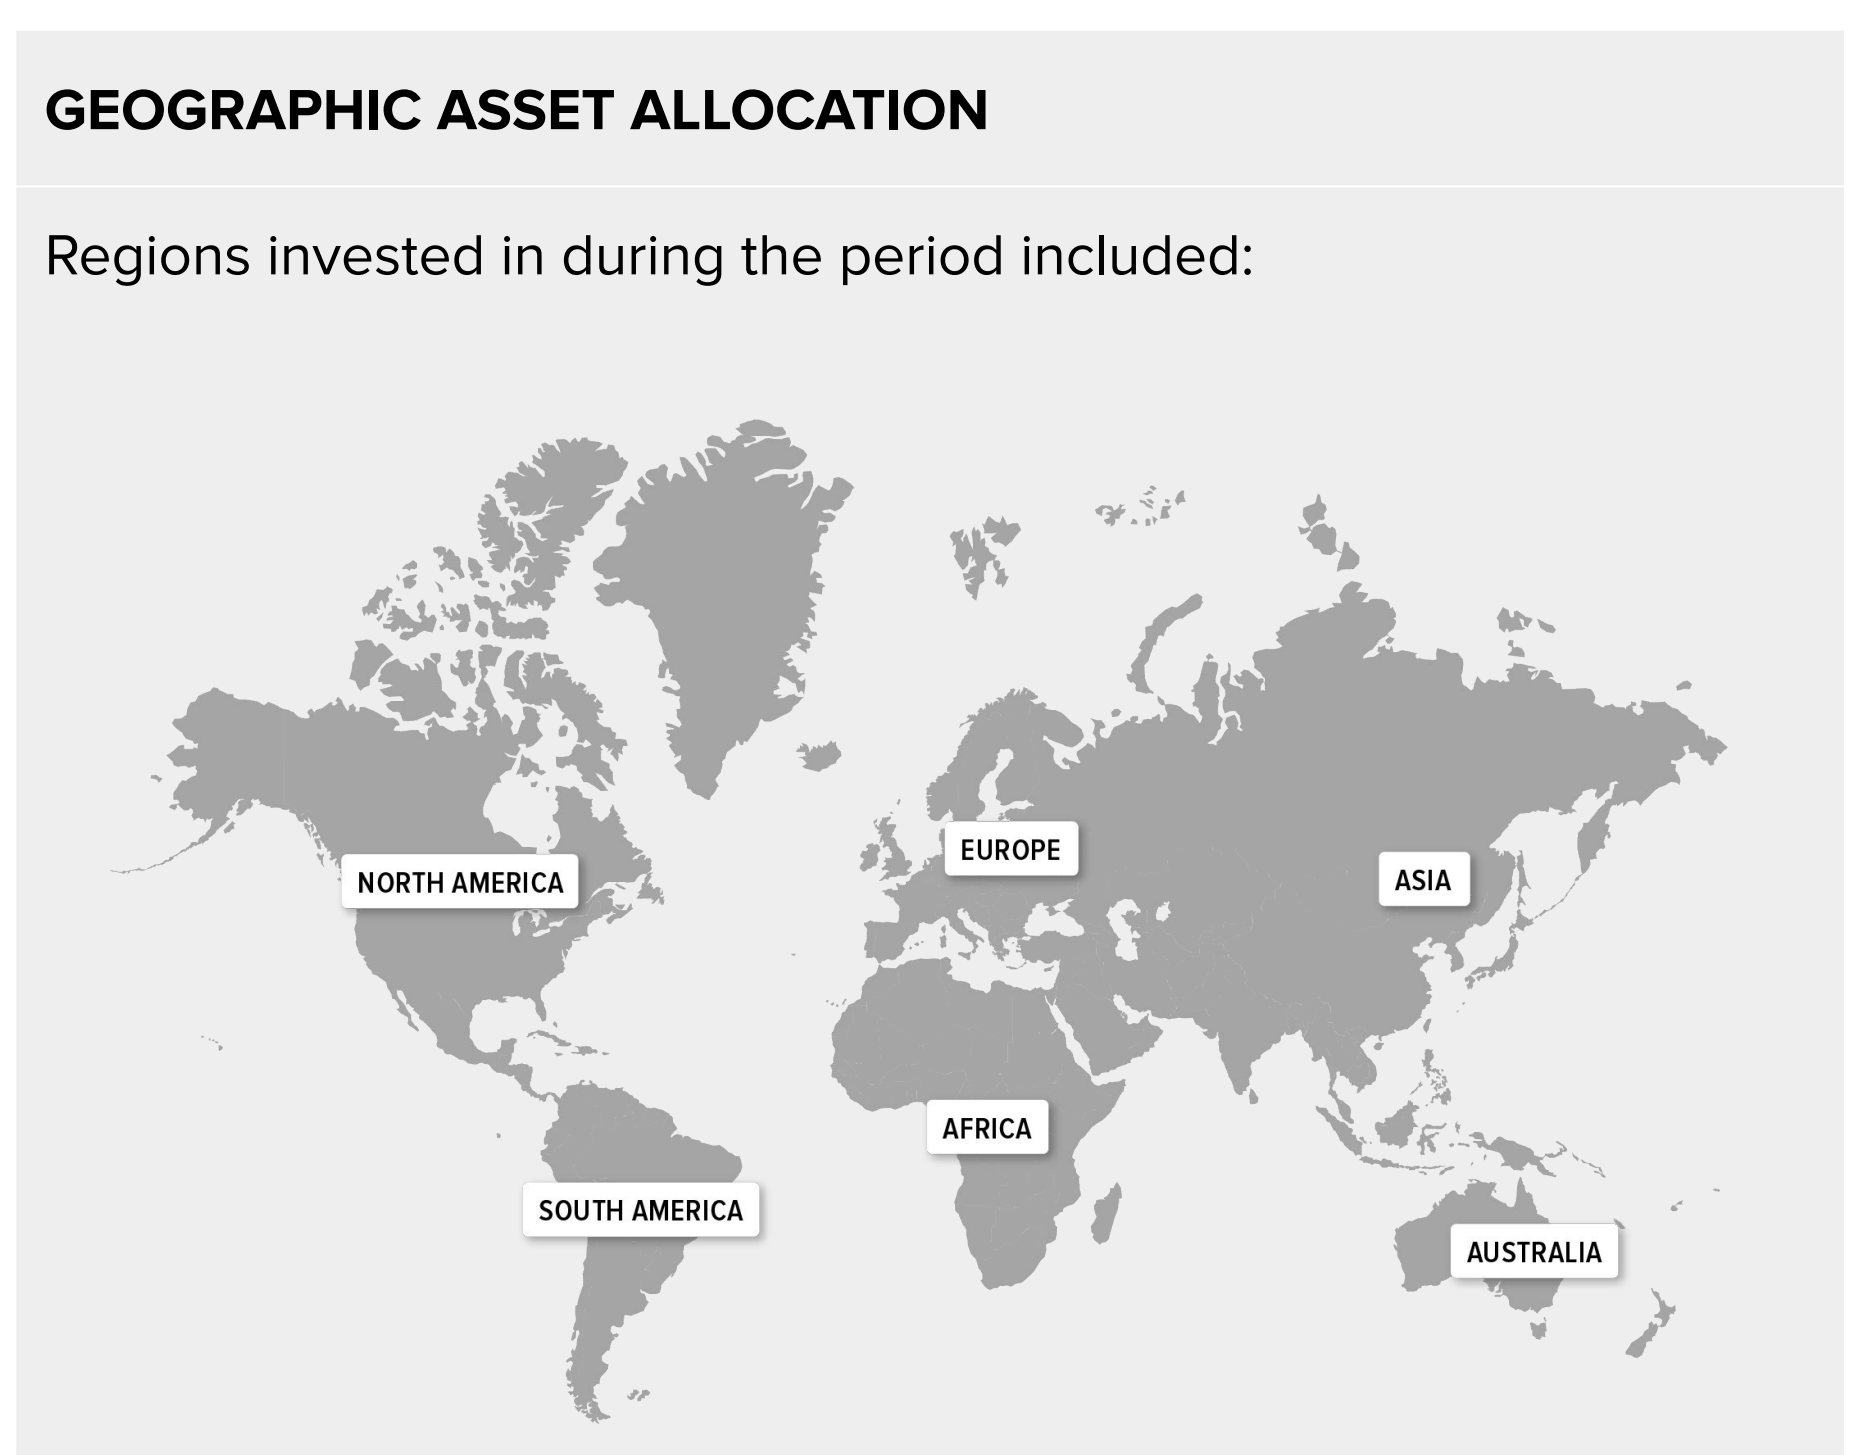 GEOGRAPHIC ASSET ALLOCATION
Regions invested in during the period included:
EUROPE
NORTH AMERICA
ASIA
AFRICA
SOUTH AMERICA
AUSTRALIA